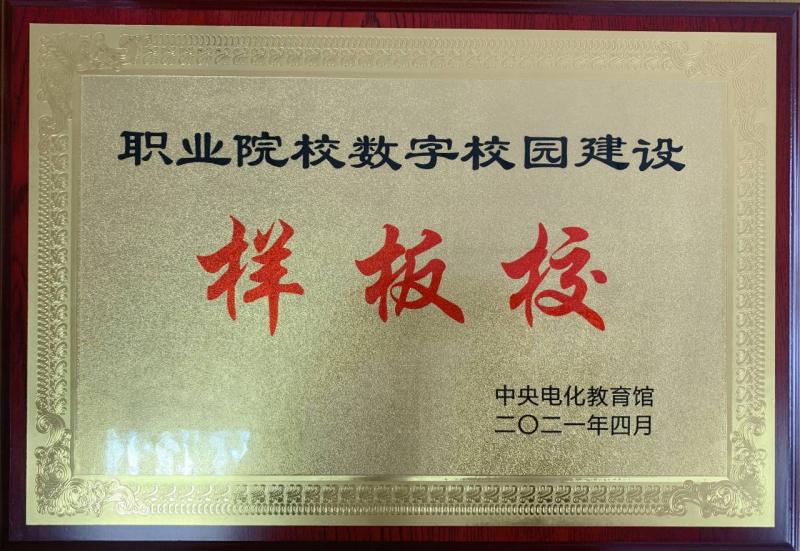 职业院校数字校园建设
样板校
中央电化教育馆
二〇二一年四月